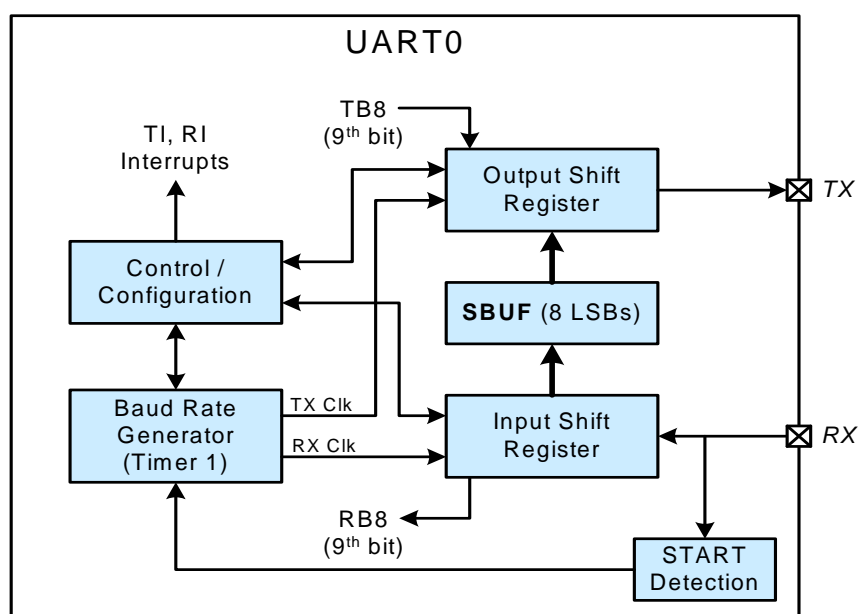 UART0
TB8
(9th bit)
TI, RI
Interrupts
Output Shift
Register
TX
Control /
Configuration
SBUF (8 LSBs)
Baud Rate
Generator
(Timer 1)
TX Clk
RX Clk
Input Shift
Register
RX
RB8
(9th bit)
START
Detection